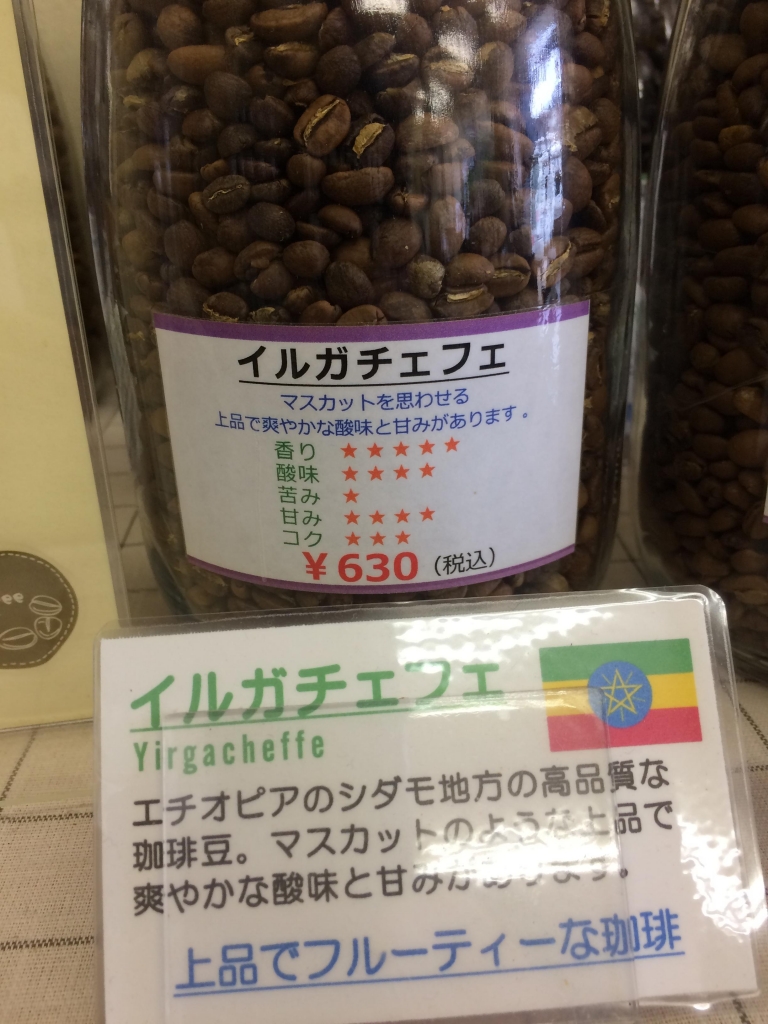 イルガチェフェ
マスカットを思わせる
上品で爽やかな酸味と甘みがあります。
香り ★★★★★
酸味 ★★★★
苦み ★
甘み ★★★★
コク ★★★
¥630(税込)
イルガチェフェ
Yirgacheffe
エチオピアのシダモ地方の高品質な
珈琲豆。マスカットのような上品で
爽やかな酸味と甘みがあります。
上品でフルーティーな珈琲